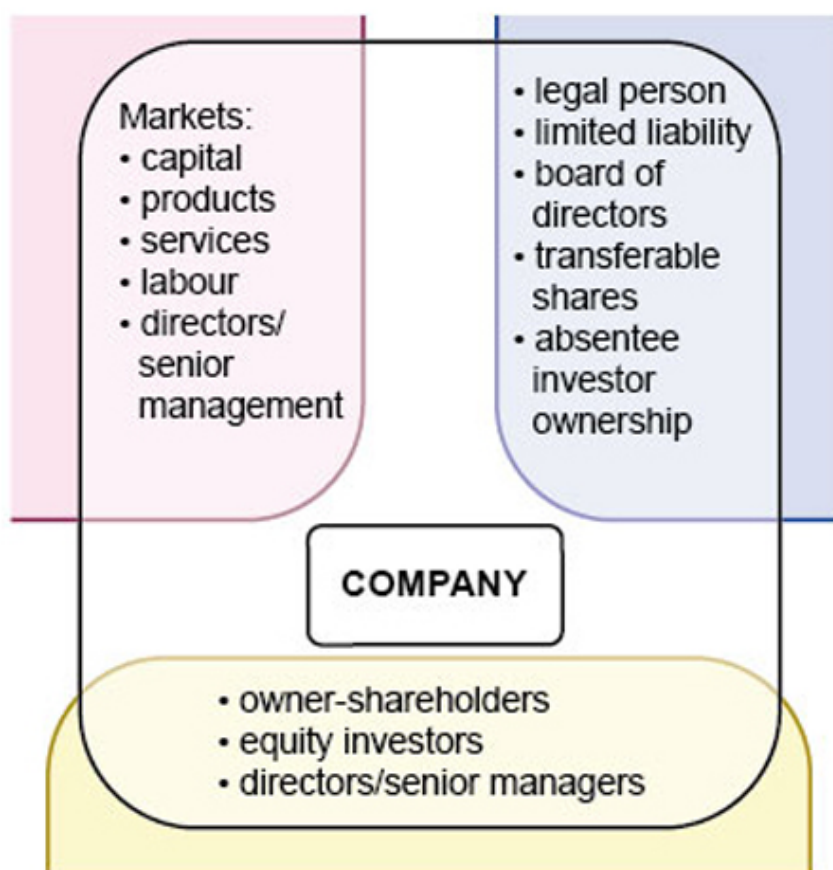 Markets:
• capital
• products
• services
• labour
• directors/
senior
management
• legal person
• limited liability
• board of
directors
• transferable
shares
• absentee
investor
ownership
COMPANY
• owner-shareholders
• equity investors
• directors/senior managers